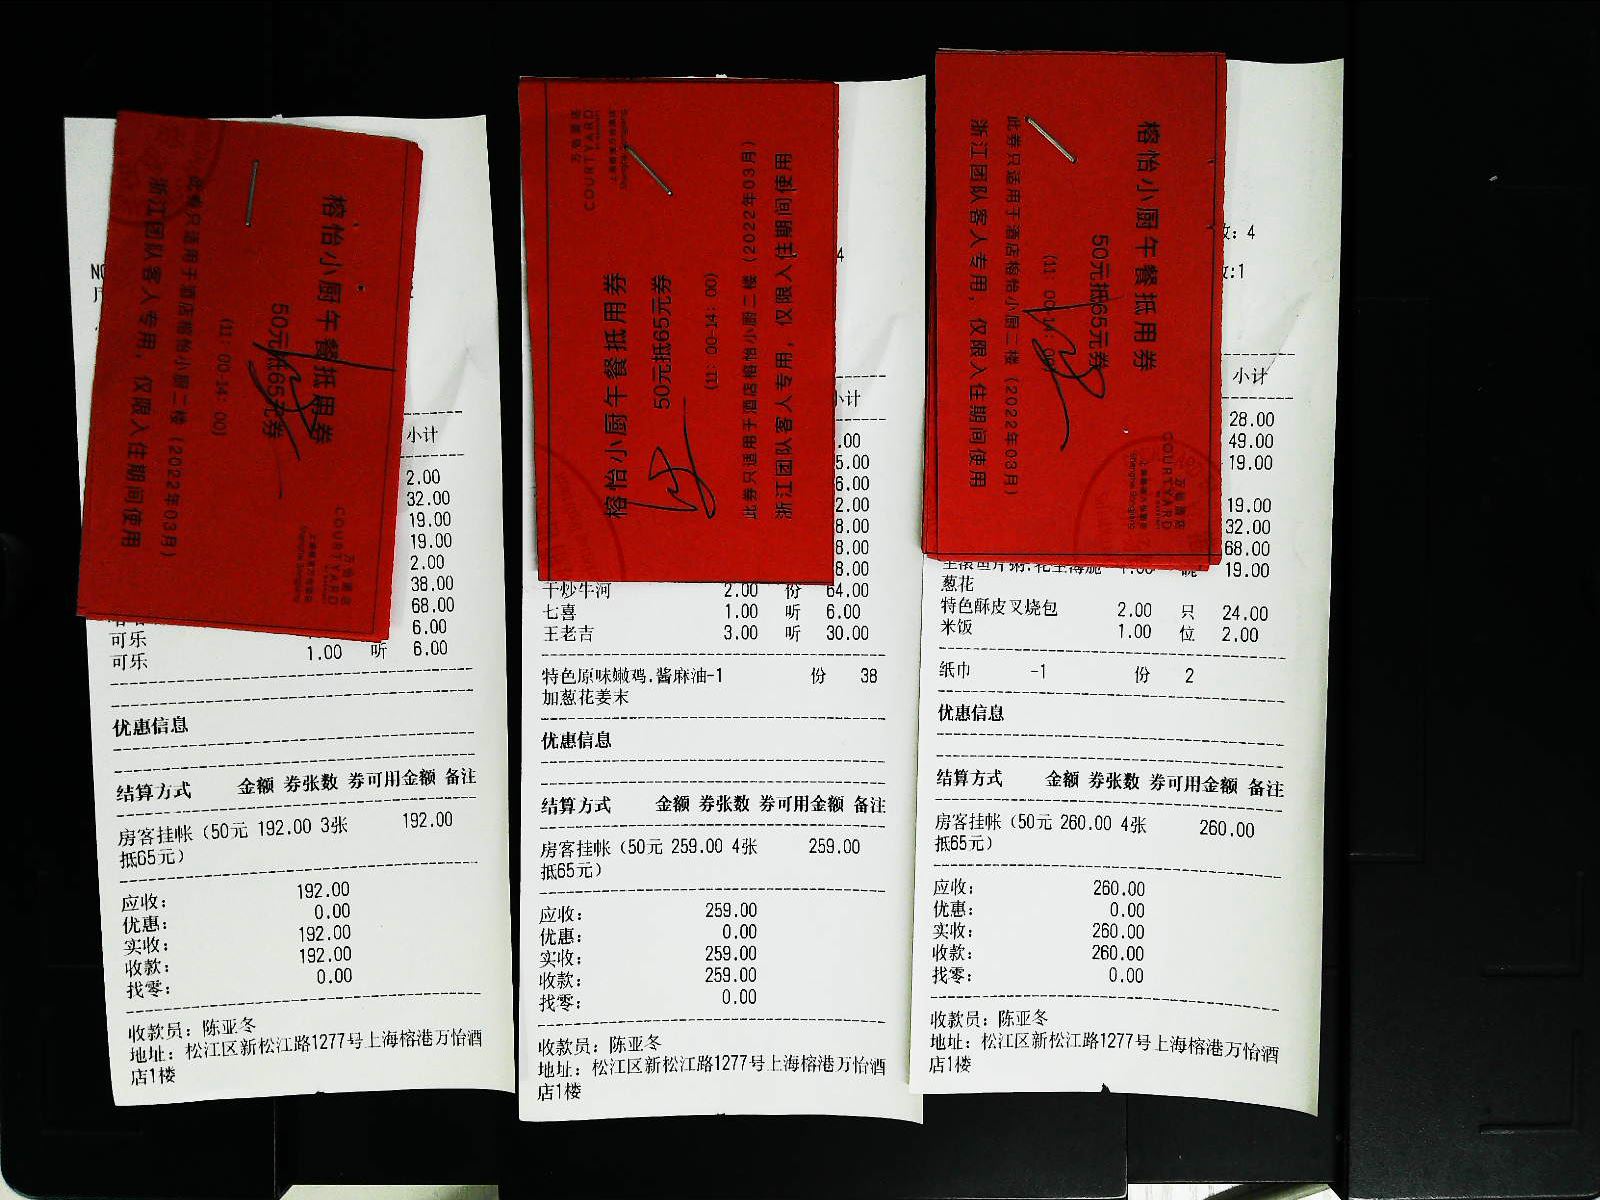 榕怡小厨午餐抵用券
50元抵65元券
(11:00-14:00)
此券只适用于酒店榕怡小厨二楼(2022年03月)
浙江团队客人专用，仅限入住期间使用
万怡酒店
COURTYARD
小计
2.00
32.00
19.00
19.00
2.00
38.00
68.00
6.00
可乐
可乐 1.00 听 6.00
优惠信息
结算方式 金额 券张数 券可用金额 备注
房客挂帐（50元 192.00 3张 192.00
抵65元）
应收： 192.00
优惠： 0.00
实收： 192.00
收款： 192.00
找零： 0.00
收款员：陈亚冬
地址：松江区新松江路1277号上海榕港万怡酒
店1楼
万怡酒店
COURTYARD
榕怡小厨午餐抵用券
50元抵65元券
(11:00-14:00)
此券只适用于酒店榕怡小厨二楼(2022年03月)
浙江团队客人专用，仅限入住期间使用
小计
干炒牛河 2.00 份 64.00
七喜 1.00 听 6.00
王老吉 3.00 听 30.00
特色原味嫩鸡.酱麻油-1 份 38
加葱花姜末
优惠信息
结算方式 金额 券张数 券可用金额 备注
房客挂帐（50元 259.00 4张 259.00
抵65元）
应收： 259.00
优惠： 0.00
实收： 259.00
收款： 259.00
找零： 0.00
收款员：陈亚冬
地址：松江区新松江路1277号上海榕港万怡酒
店1楼
榕怡小厨午餐抵用券
50元抵65元券
此券只适用于酒店榕怡小厨二楼(2022年03月)
浙江团队客人专用，仅限入住期间使用
万怡酒店
COURTYARD
：4
:1
小计
28.00
49.00
19.00
19.00
32.00
68.00
19.00
葱花
特色酥皮叉烧包 2.00 只 24.00
米饭 1.00 位 2.00
纸巾 -1 份 2
优惠信息
结算方式 金额 券张数 券可用金额 备注
房客挂帐（50元 260.00 4张 260.00
抵65元）
应收： 260.00
优惠： 0.00
实收： 260.00
收款： 260.00
找零： 0.00
收款员：陈亚冬
地址：松江区新松江路1277号上海榕港万怡酒
店1楼